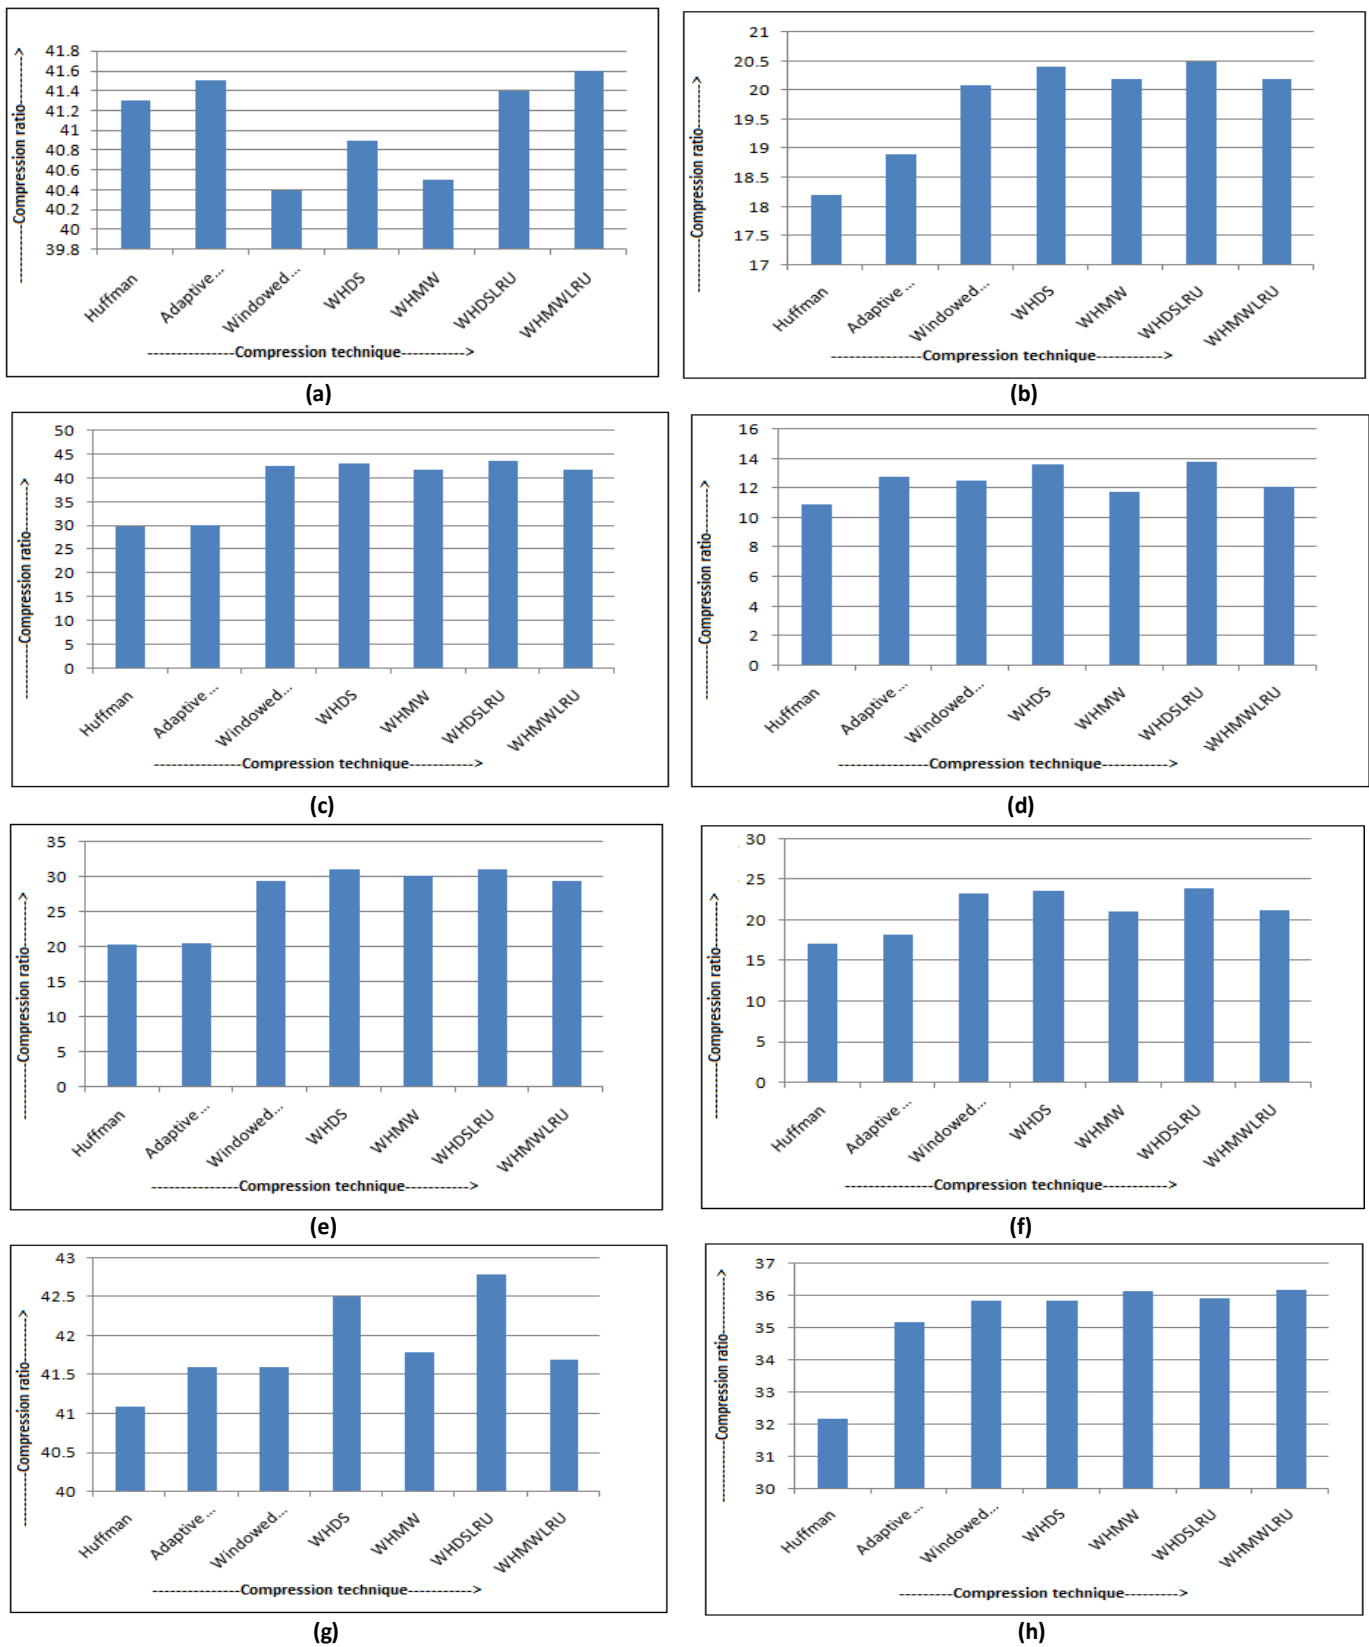 41.8
41.6
41.4
41.2
41
40.8
40.6
40.4
40.2
40
39.8
-------Compression ratio--------->
Huffman
Adaptive...
Windowed...
WHDS
WHMW
WHDSLRU
WHMWLRU
---------------Compression technique----------->
(a)
21
20.5
20
19.5
19
18.5
18
17.5
17
-------Compression ratio--------->
Huffman
Adaptive...
Windowed...
WHDS
WHMW
WHDSLRU
WHMWLRU
---------------Compression technique----------->
(b)
50
45
40
35
30
25
20
15
10
5
0
-------Compression ratio--------->
Huffman
Adaptive...
Windowed...
WHDS
WHMW
WHDSLRU
WHMWLRU
---------------Compression technique----------->
(c)
16
14
12
10
8
6
4
2
0
-------Compression ratio--------->
Huffman
Adaptive...
Windowed...
WHDS
WHMW
WHDSLRU
WHMWLRU
---------------Compression technique----------->
(d)
35
30
25
20
15
10
5
0
-------Compression ratio--------->
Huffman
Adaptive...
Windowed...
WHDS
WHMW
WHDSLRU
WHMWLRU
---------------Compression technique----------->
(e)
30
25
20
15
10
5
0
-------Compression ratio--------->
Huffman
Adaptive...
Windowed...
WHDS
WHMW
WHDSLRU
WHMWLRU
---------------Compression technique----------->
(f)
43
42.5
42
41.5
41
40.5
40
-------Compression ratio--------->
Huffman
Adaptive...
Windowed...
WHDS
WHMW
WHDSLRU
WHMWLRU
---------------Compression technique----------->
(g)
37
36
35
34
33
32
31
30
-------Compression ratio--------->
Huffman
Adaptive...
Windowed...
WHDS
WHMW
WHDSLRU
WHMWLRU
---------Compression technique--------->
(h)